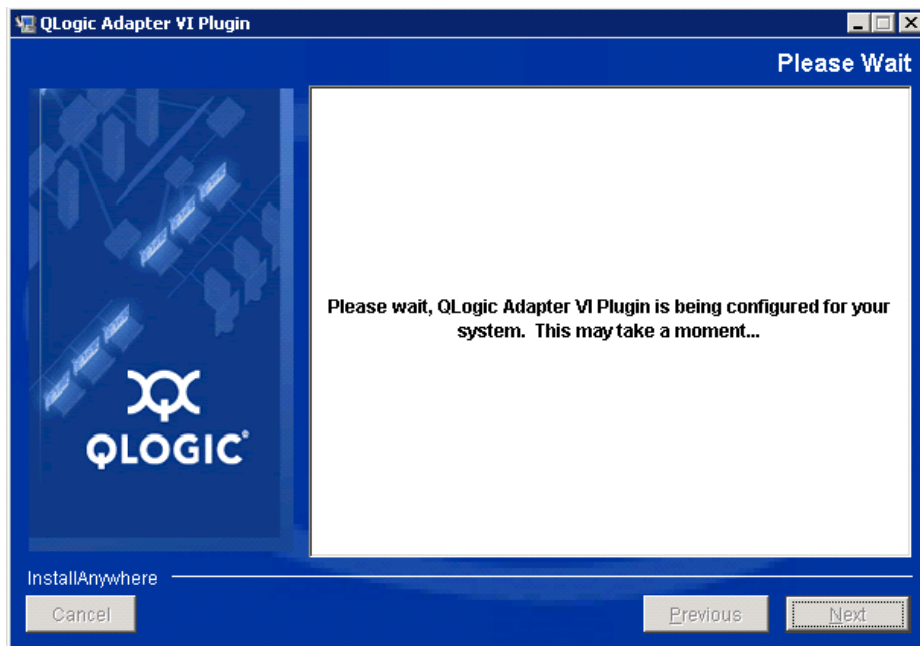 QLogic Adapter VI Plugin
Please Wait
Please wait, QLogic Adapter VI Plugin is being configured for your
system. This may take a moment...
QLOGIC®
InstallAnywhere
Cancel
Previous
Next